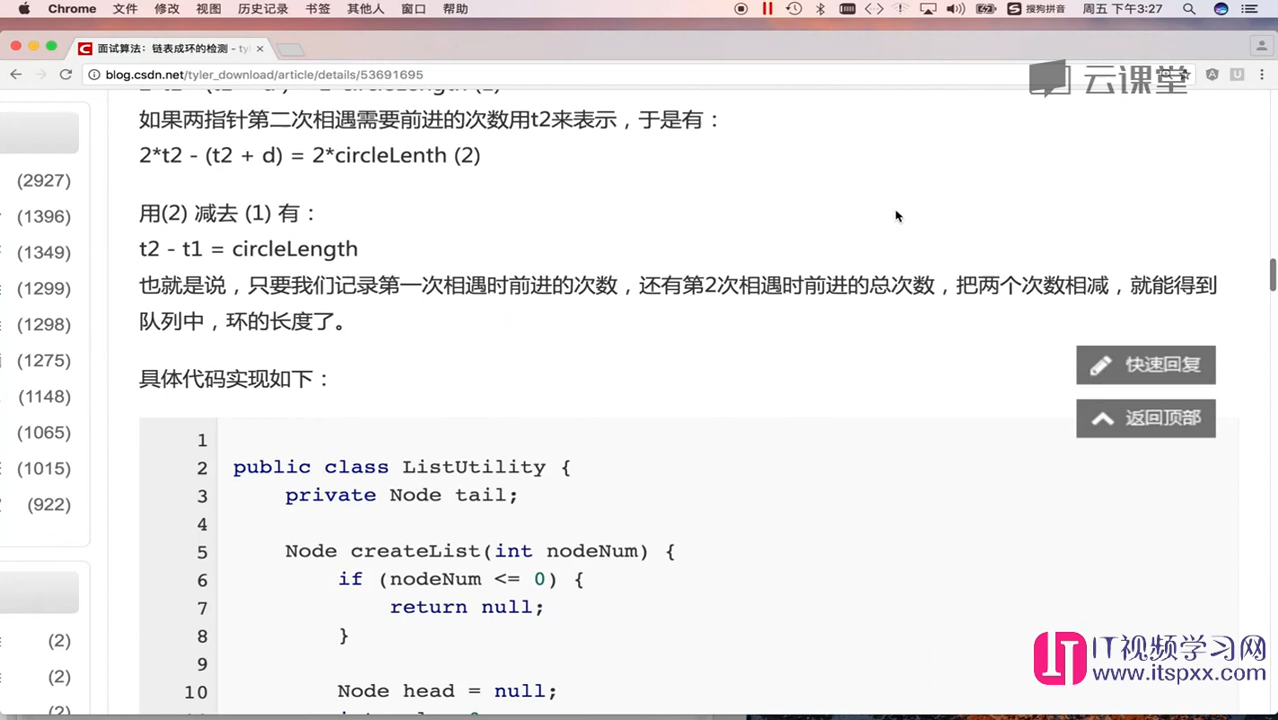 Chrome 文件 修改 视图 历史记录 书签 其他人 窗口 帮助 搜狗拼音 周五 下午3:27
面试算法：链表成环的检测 - ty
blog.csdn.net/tyler_download/article/details/53691695
云课堂
如果两指针第二次相遇需要前进的次数用t2来表示，于是有：
2*t2 - (t2 + d) = 2*circleLenth (2)
(2927)
(1396)
用(2) 减去 (1) 有：
(1349)
t2 - t1 = circleLength
(1299)
也就是说，只要我们记录第一次相遇时前进的次数，还有第2次相遇时前进的总次数，把两个次数相减，就能得到
(1298)
队列中，环的长度了。
(1275)
快速回复
具体代码实现如下：
(1148)
返回顶部
(1065)
1
(1015)
2 public class ListUtility {
3 private Node tail;
(922)
4
5 Node createList(int nodeNum) {
6 if (nodeNum <= 0) {
7 return null;
8 }
(2)
9
(2)
10 Node head = null;
IT视频学习网
www.itspxx.com